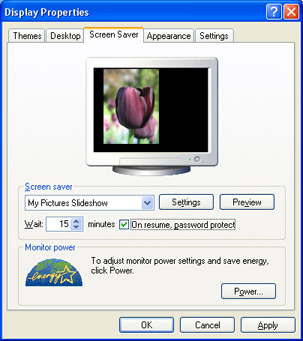 Display Properties
Themes Desktop Screen Saver Appearance Settings
Screen saver
My Pictures Slideshow Settings Preview
Wait: 15 minutes On resume, password protect
Monitor power
To adjust monitor power settings and save energy,
click Power.
energy
Power...
OK Cancel Apply